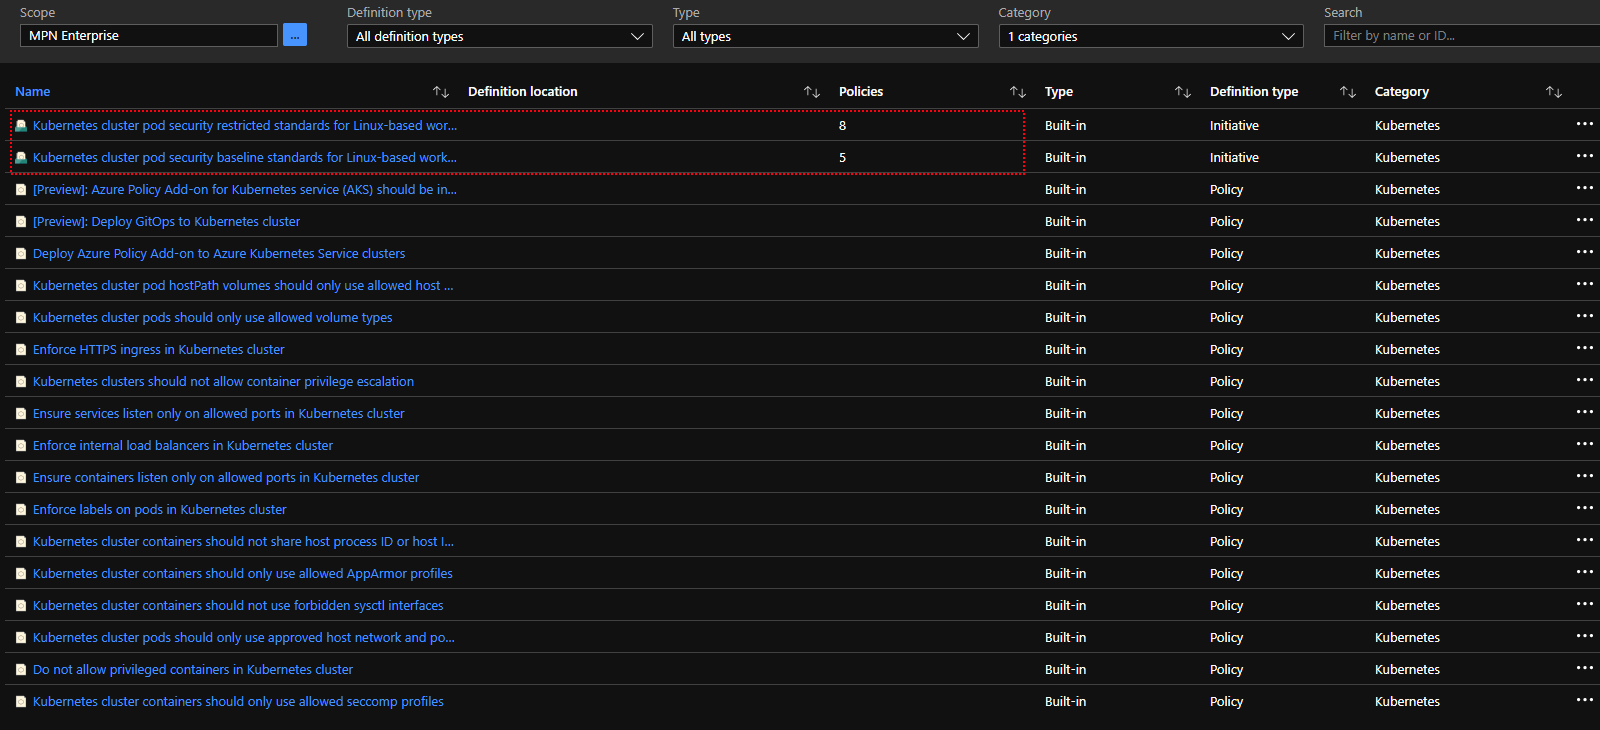 Scope Definition type Type Category Search
MPN Enterprise ... All definition types All types 1 categories Filter by name or ID...
Name Definition location Policies Type Definition type Category
Kubernetes cluster pod security restricted standards for Linux-based wor... 8 Built-in Initiative Kubernetes ...
Kubernetes cluster pod security baseline standards for Linux-based work... 5 Built-in Initiative Kubernetes ...
[Preview]: Azure Policy Add-on for Kubernetes service (AKS) should be in... Built-in Policy Kubernetes ...
[Preview]: Deploy GitOps to Kubernetes cluster Built-in Policy Kubernetes ...
Deploy Azure Policy Add-on to Azure Kubernetes Service clusters Built-in Policy Kubernetes ...
Kubernetes cluster pod hostPath volumes should only use allowed host ... Built-in Policy Kubernetes ...
Kubernetes cluster pods should only use allowed volume types Built-in Policy Kubernetes ...
Enforce HTTPS ingress in Kubernetes cluster Built-in Policy Kubernetes ...
Kubernetes clusters should not allow container privilege escalation Built-in Policy Kubernetes ...
Ensure services listen only on allowed ports in Kubernetes cluster Built-in Policy Kubernetes ...
Enforce internal load balancers in Kubernetes cluster Built-in Policy Kubernetes ...
Ensure containers listen only on allowed ports in Kubernetes cluster Built-in Policy Kubernetes ...
Enforce labels on pods in Kubernetes cluster Built-in Policy Kubernetes ...
Kubernetes cluster containers should not share host process ID or host I... Built-in Policy Kubernetes ...
Kubernetes cluster containers should only use allowed AppArmor profiles Built-in Policy Kubernetes ...
Kubernetes cluster containers should not use forbidden sysctl interfaces Built-in Policy Kubernetes ...
Kubernetes cluster pods should only use approved host network and po... Built-in Policy Kubernetes ...
Do not allow privileged containers in Kubernetes cluster Built-in Policy Kubernetes ...
Kubernetes cluster containers should only use allowed seccomp profiles Built-in Policy Kubernetes ...